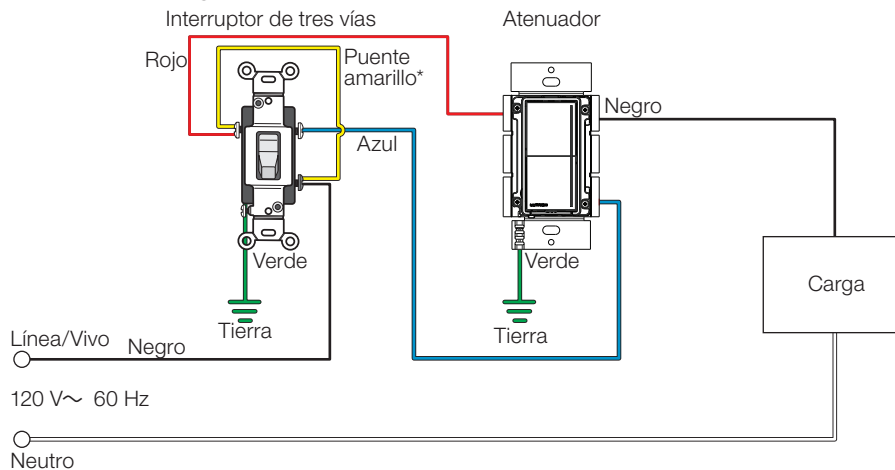 Interruptor de tres vías
Atenuador
Rojo
Puente
amarillo*
Negro
Azul
Verde
Verde
Carga
Tierra
Tierra
Línea/Vivo
Negro
120 V~ 60 Hz
Neutro